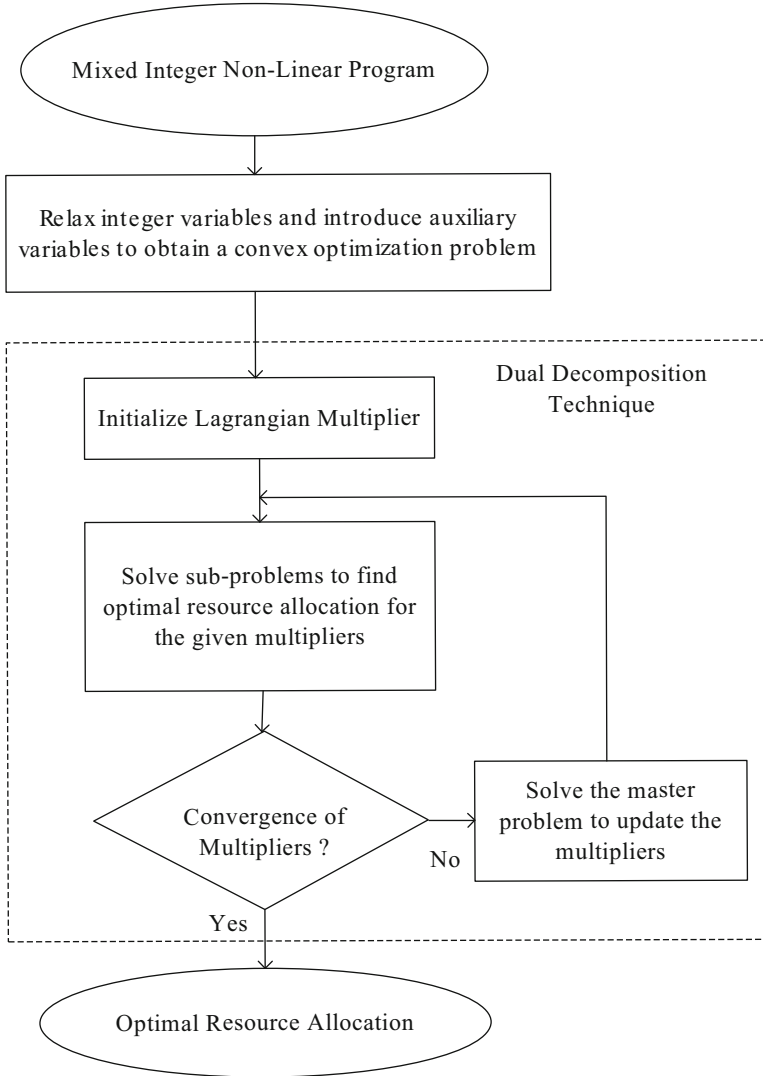 Mixed Integer Non-Linear Program
Relax integer variables and introduce auxiliary
variables to obtain a convex optimization problem
Dual Decomposition
Technique
Initialize Lagrangian Multiplier
Solve sub-problems to find
optimal resource allocation for
the given multipliers
Convergence of
Multipliers ?
No
Solve the master
problem to update the
multipliers
Yes
Optimal Resource Allocation